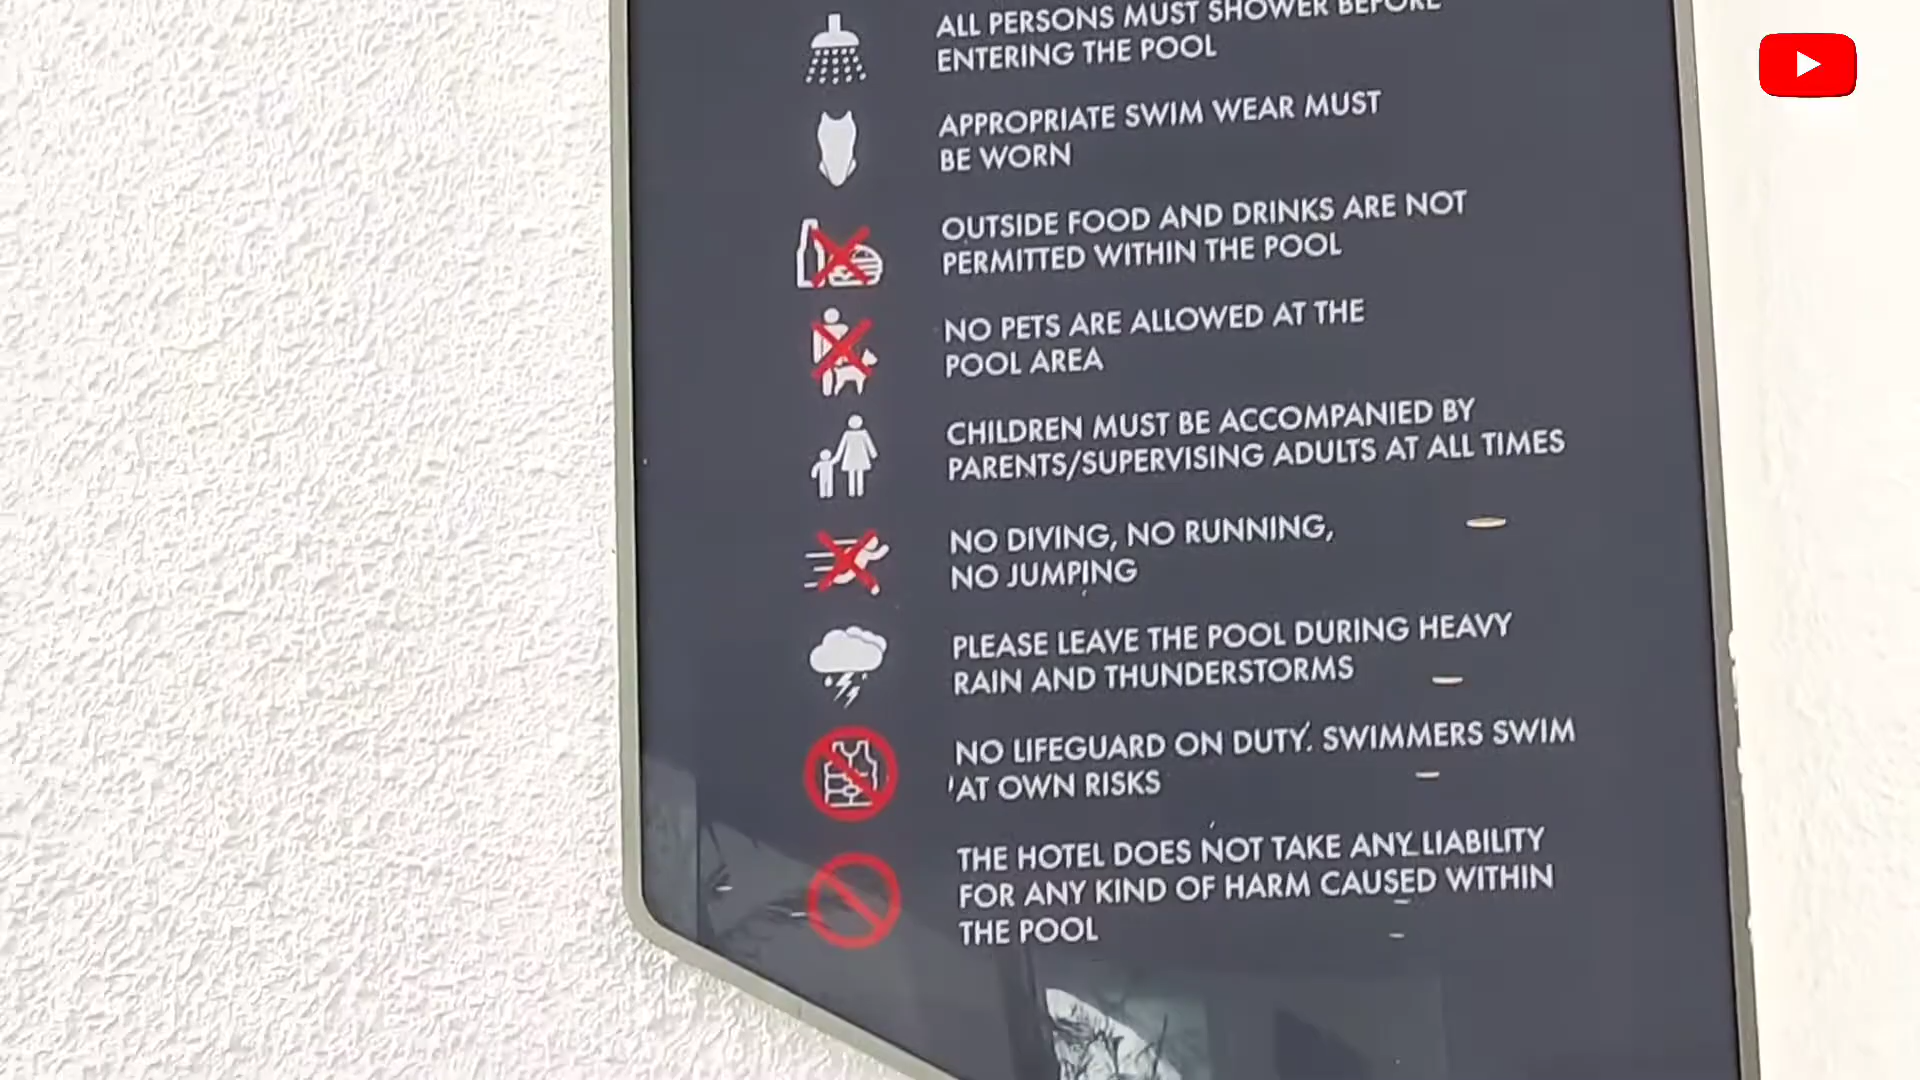 ALL PERSONS MUST SHOWER BEFORE
ENTERING THE POOL
APPROPRIATE SWIM WEAR MUST
BE WORN
OUTSIDE FOOD AND DRINKS ARE NOT
PERMITTED WITHIN THE POOL
NO PETS ARE ALLOWED AT THE
POOL AREA
CHILDREN MUST BE ACCOMPANIED BY
PARENTS/SUPERVISING ADULTS AT ALL TIMES
NO DIVING, NO RUNNING,
NO JUMPING
PLEASE LEAVE THE POOL DURING HEAVY
RAIN AND THUNDERSTORMS
NO LIFEGUARD ON DUTY. SWIMMERS SWIM
AT OWN RISKS
THE HOTEL DOES NOT TAKE ANY LIABILITY
FOR ANY KIND OF HARM CAUSED WITHIN
THE POOL